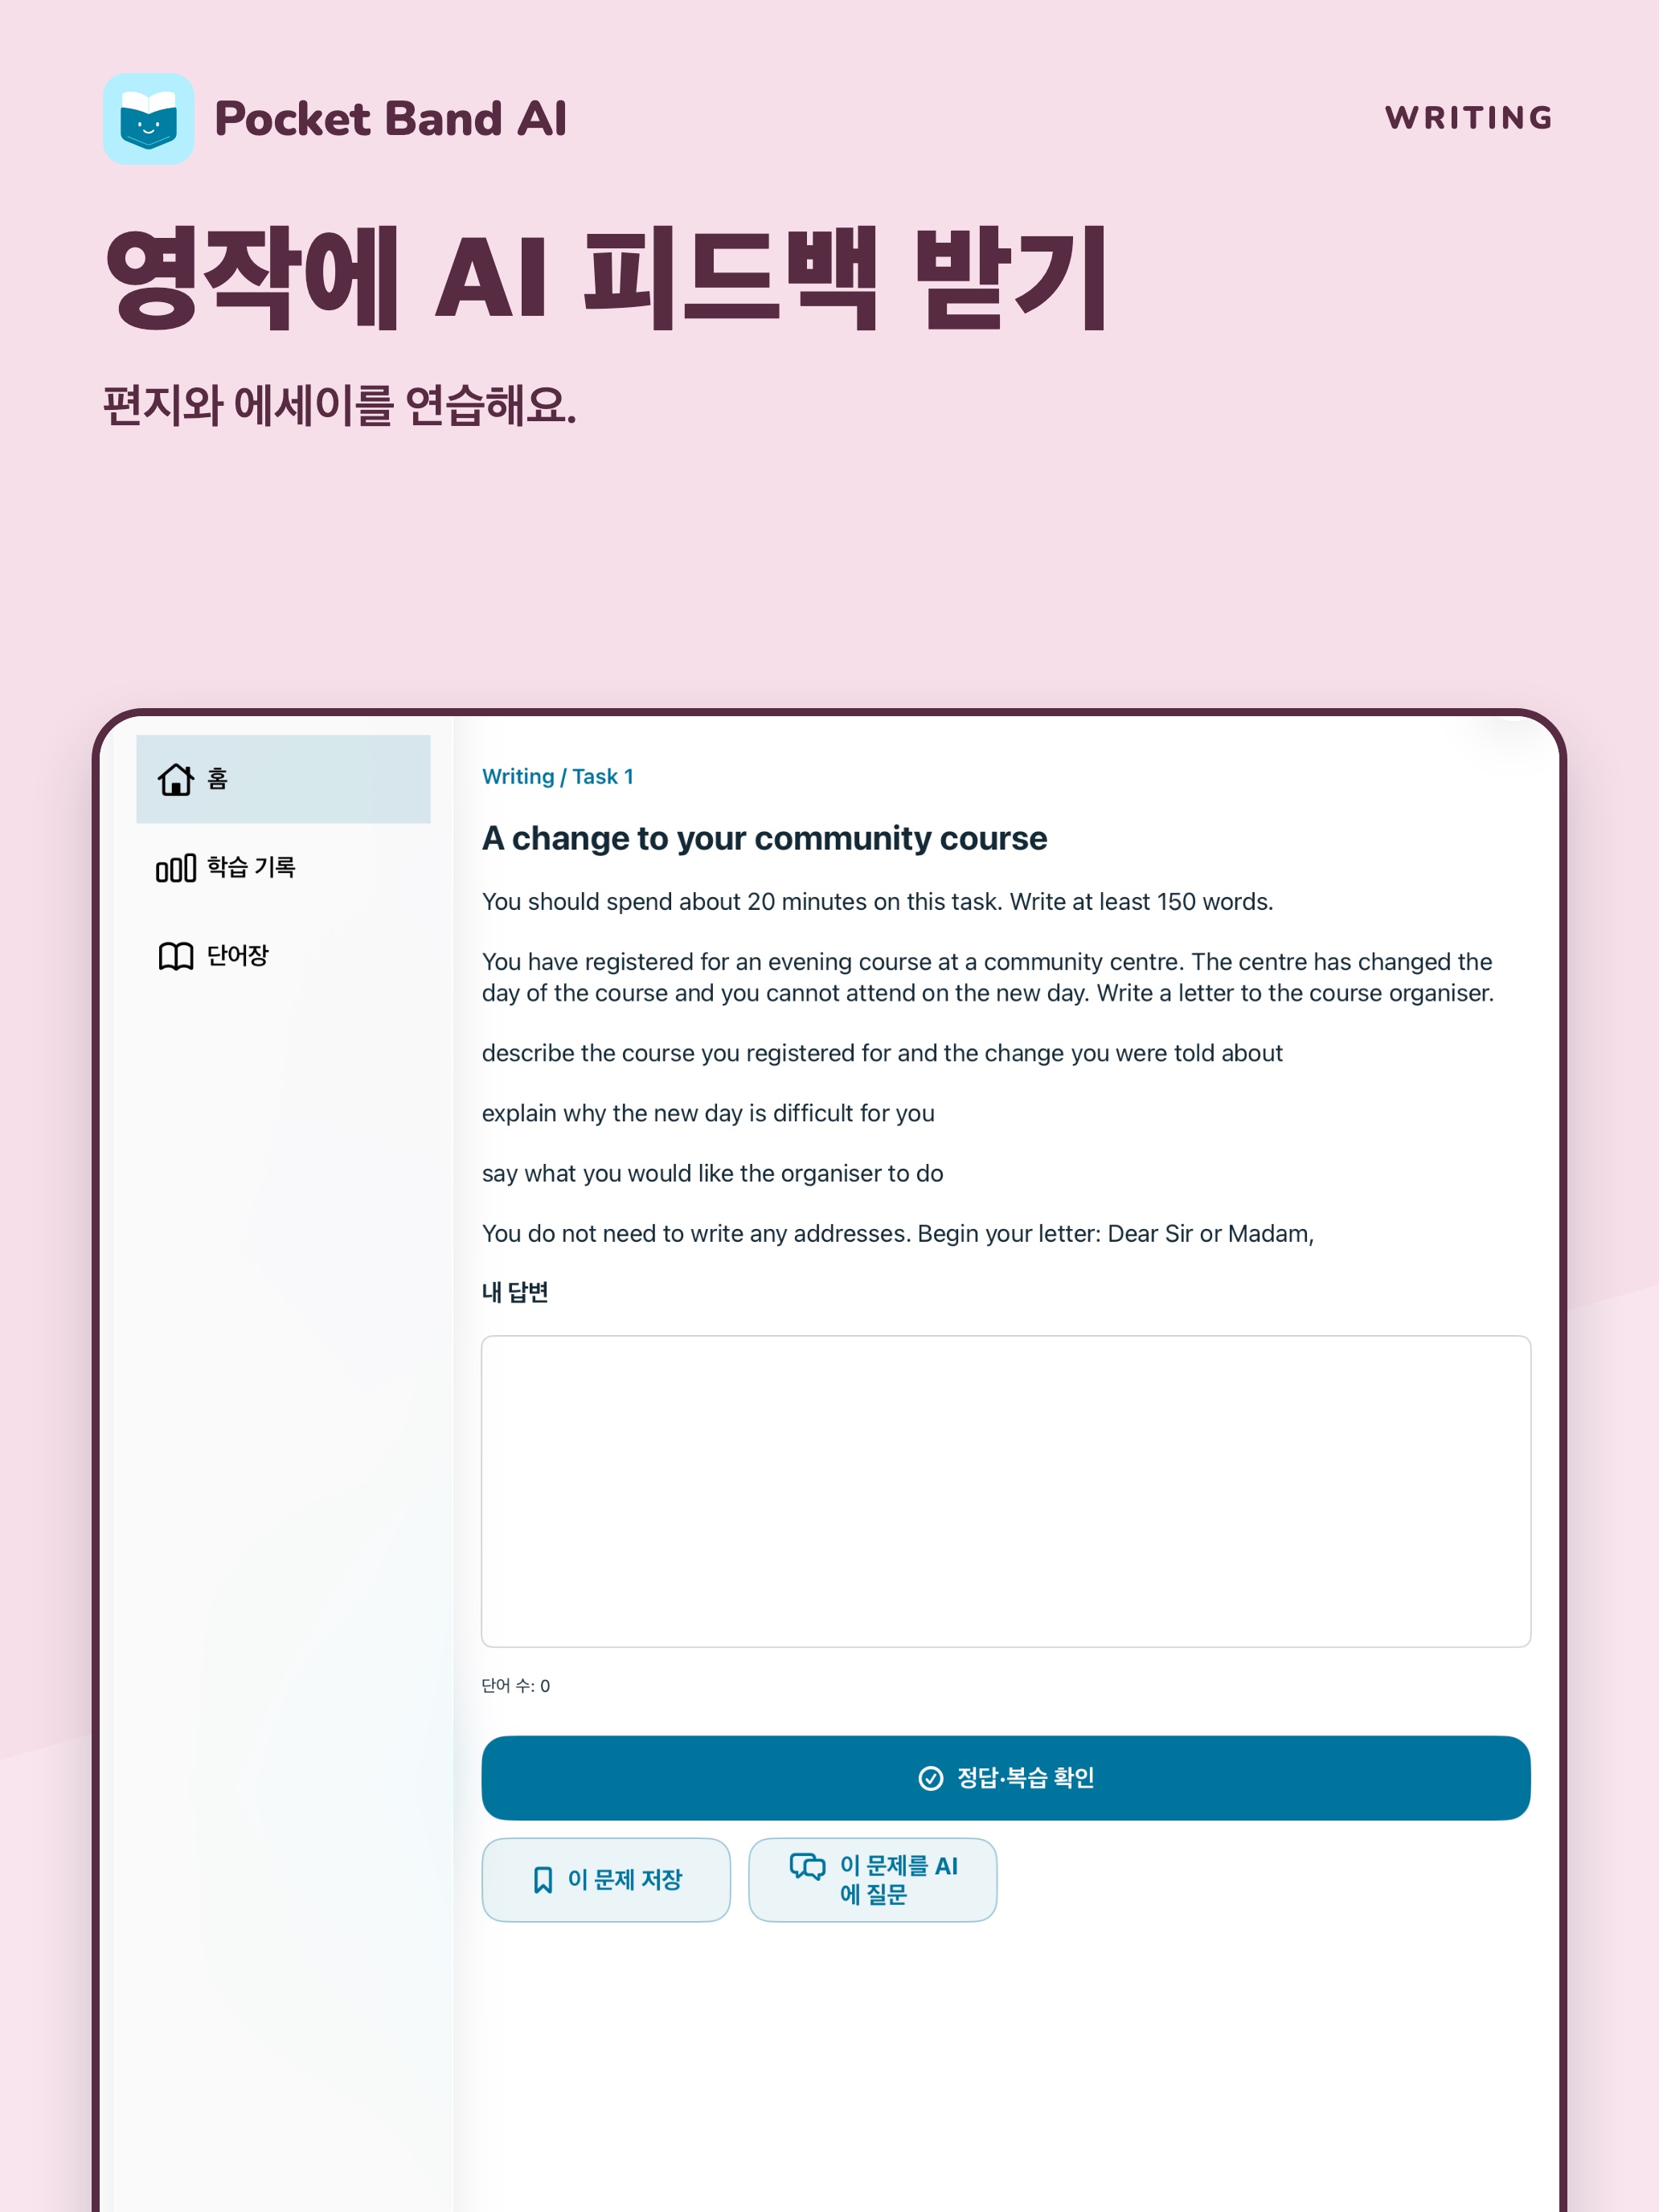 Pocket Band AI
WRITING
영작에 AI 피드백 받기
편지와 에세이를 연습해요.
홈
학습 기록
단어장
Writing / Task 1
A change to your community course
You should spend about 20 minutes on this task. Write at least 150 words.
You have registered for an evening course at a community centre. The centre has changed the
day of the course and you cannot attend on the new day. Write a letter to the course organiser.
describe the course you registered for and the change you were told about
explain why the new day is difficult for you
say what you would like the organiser to do
You do not need to write any addresses. Begin your letter: Dear Sir or Madam,
내 답변
단어 수: 0
정답·복습 확인
이 문제 저장
이 문제를 AI
에 질문